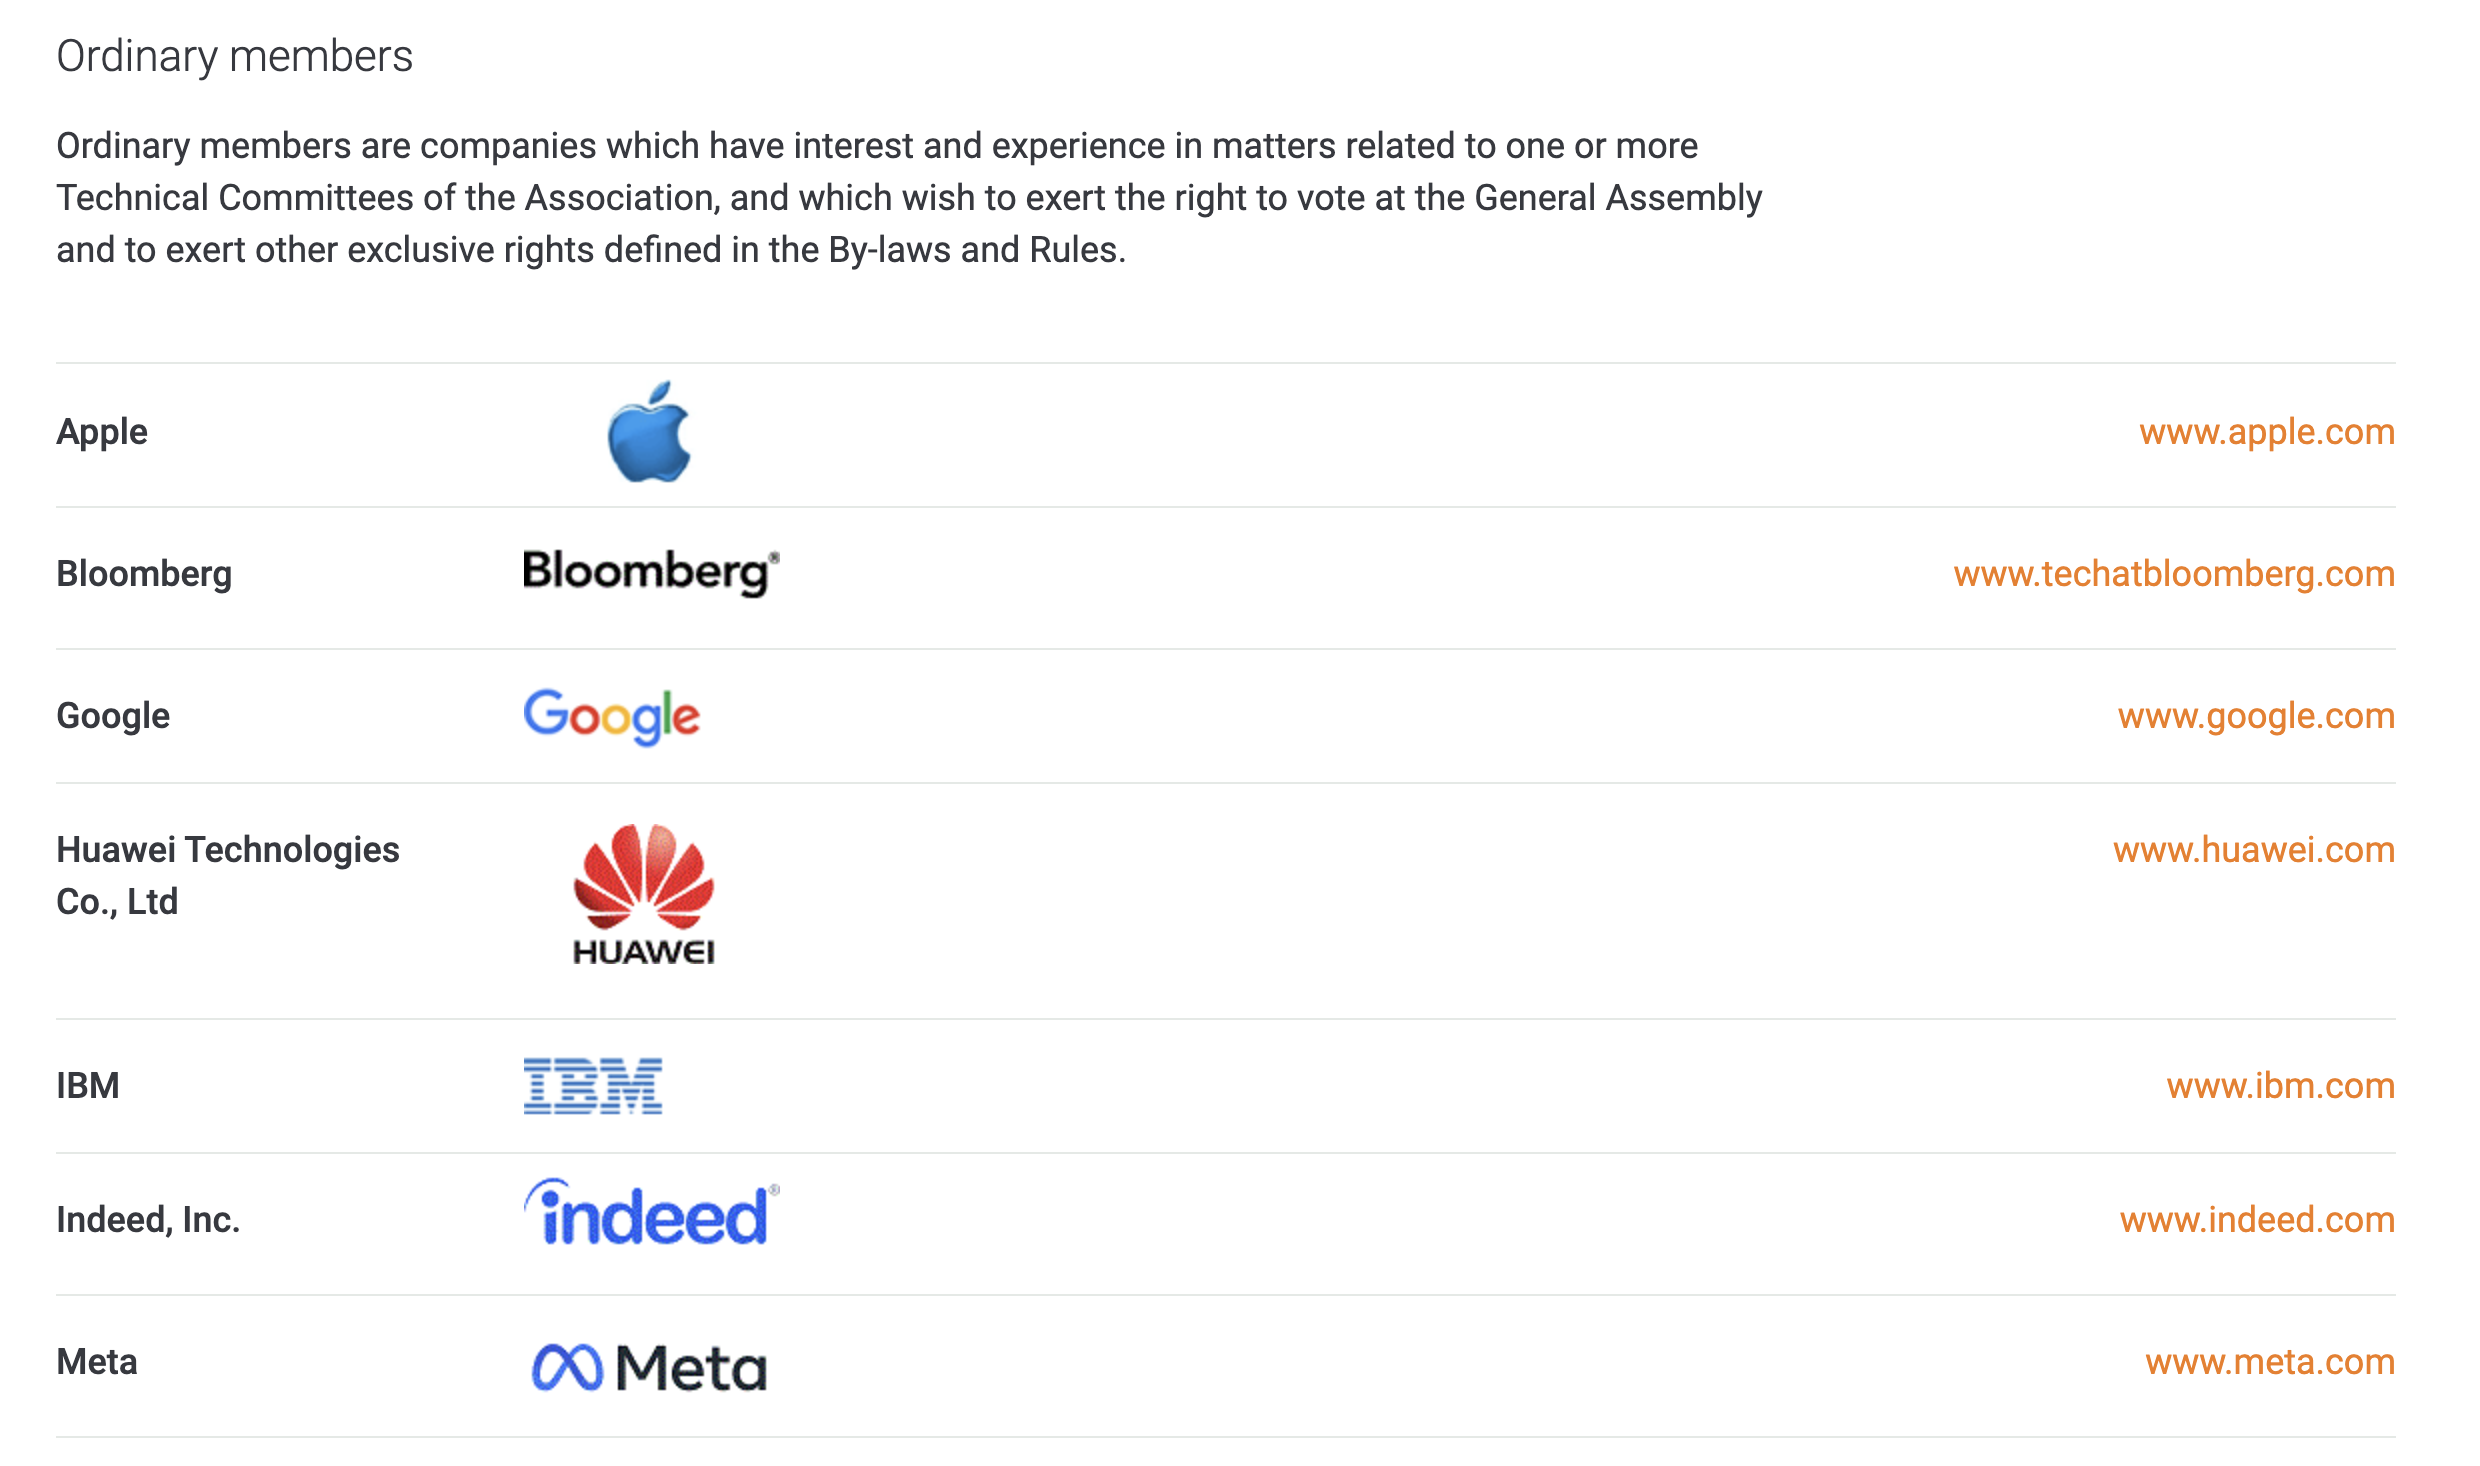 Ordinary members
Ordinary members are companies which have interest and experience in matters related to one or more
Technical Committees of the Association, and which wish to exert the right to vote at the General Assembly
and to exert other exclusive rights defined in the By-laws and Rules.
Apple www.apple.com
Bloomberg Bloomberg® www.techatbloomberg.com
Google Google www.google.com
Huawei Technologies www.huawei.com
Co., Ltd
HUAWEI
IBM IBM www.ibm.com
Indeed, Inc. indeed® www.indeed.com
Meta Meta www.meta.com